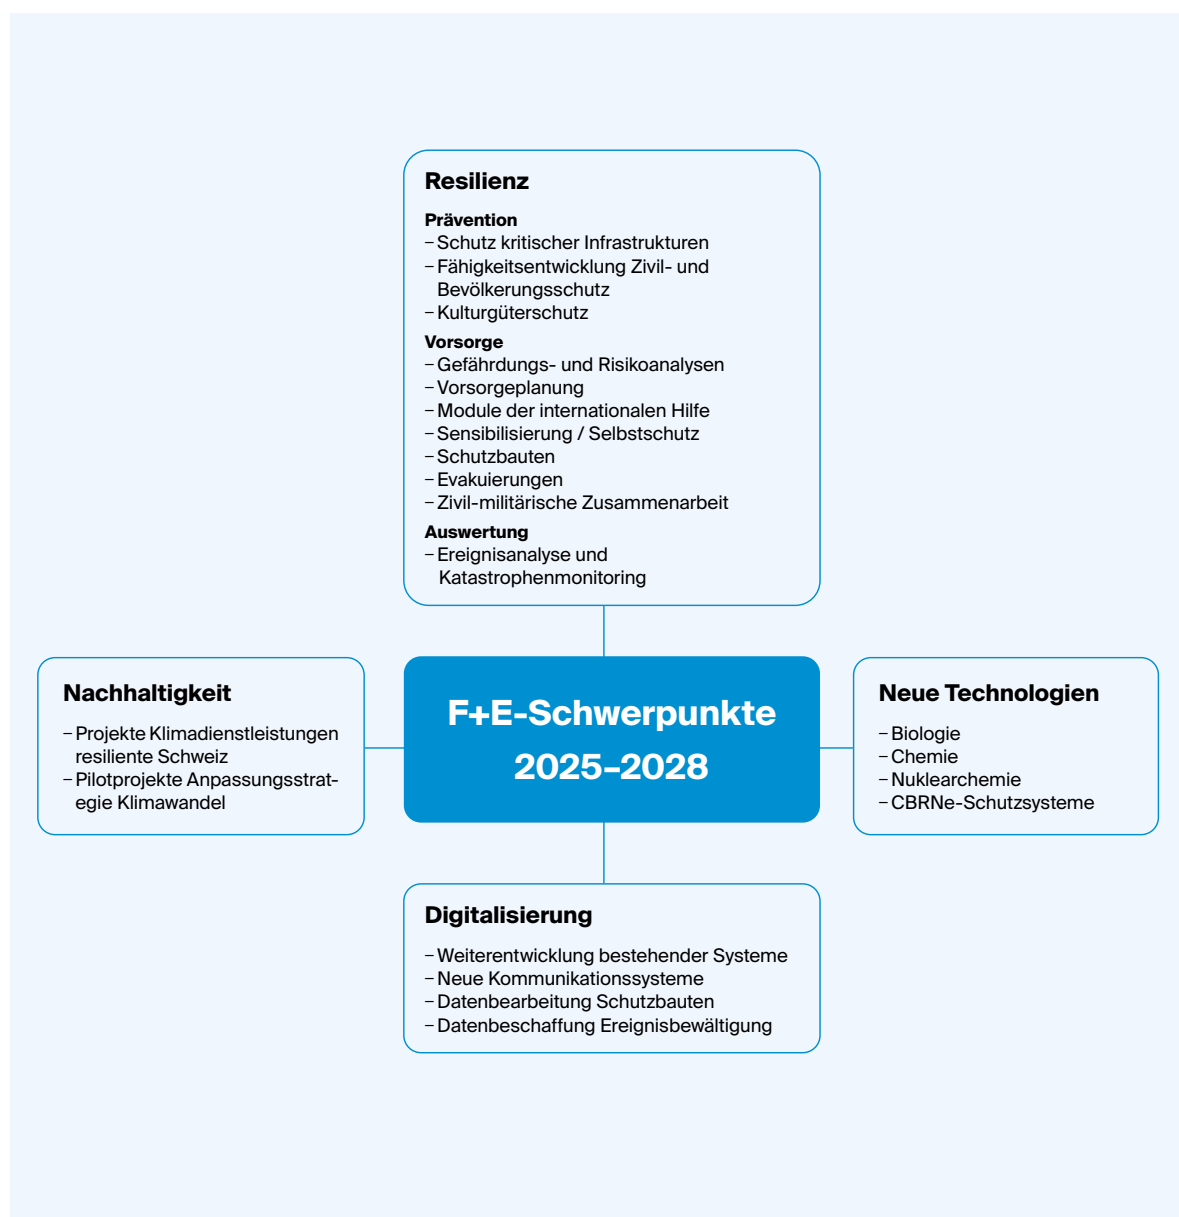 Resilienz
Prävention
– Schutz kritischer Infrastrukturen
– Fähigkeitsentwicklung Zivil- und
Bevölkerungsschutz
– Kulturgüterschutz
Vorsorge
– Gefährdungs- und Risikoanalysen
– Vorsorgeplanung
– Module der internationalen Hilfe
– Sensibilisierung / Selbstschutz
– Schutzbauten
– Evakuierungen
– Zivil-militärische Zusammenarbeit
Auswertung
– Ereignisanalyse und
Katastrophenmonitoring
Nachhaltigkeit
– Projekte Klimadienstleistungen
resiliente Schweiz
– Pilotprojekte Anpassungsstrat-
egie Klimawandel
F+E-Schwerpunkte
2025–2028
Neue Technologien
– Biologie
– Chemie
– Nuklearchemie
– CBRNe-Schutzsysteme
Digitalisierung
– Weiterentwicklung bestehender Systeme
– Neue Kommunikationssysteme
– Datenbearbeitung Schutzbauten
– Datenbeschaffung Ereignisbewältigung